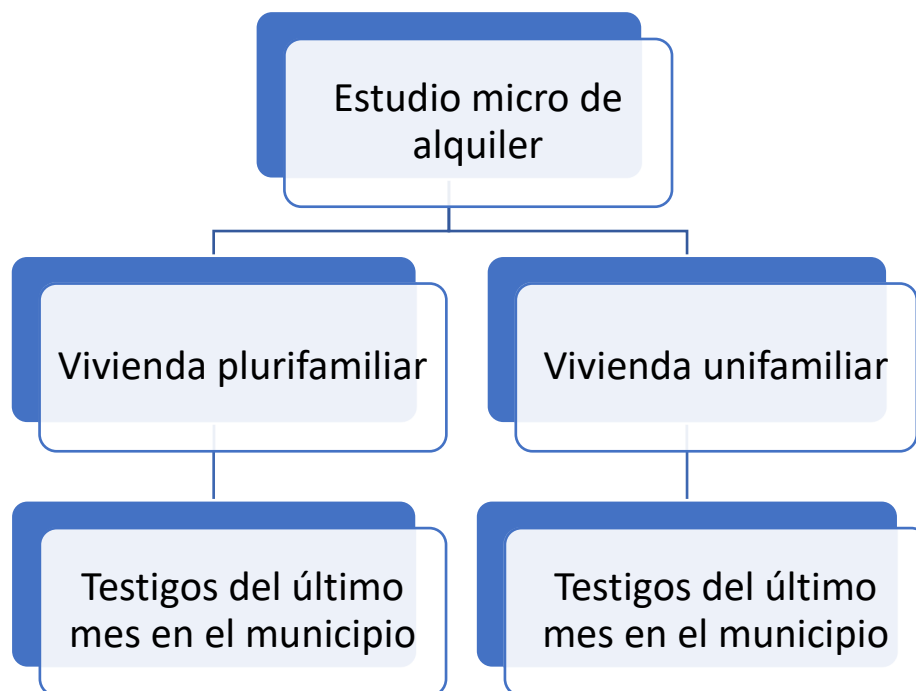 Estudio micro de
alquiler
Vivienda plurifamiliar
Vivienda unifamiliar
Testigos del último
mes en el municipio
Testigos del último
mes en el municipio